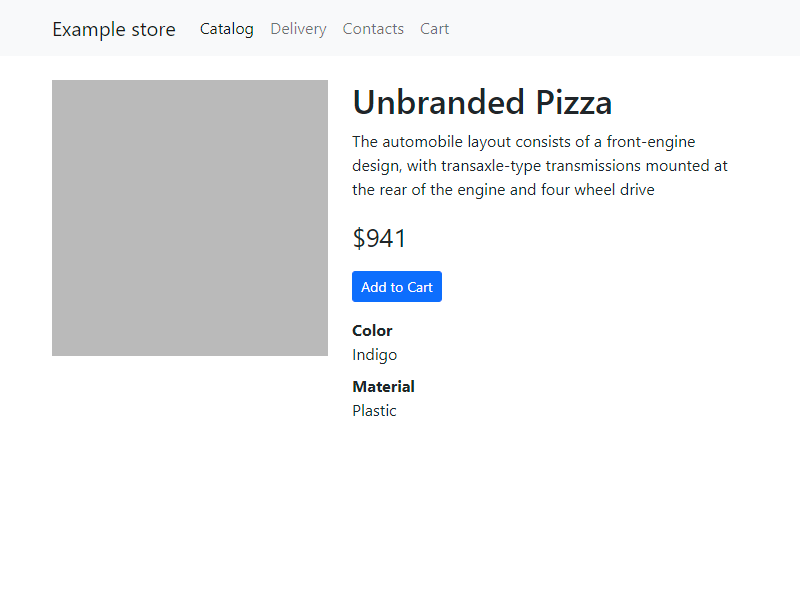 Example store Catalog Delivery Contacts Cart
Unbranded Pizza
The automobile layout consists of a front-engine
design, with transaxle-type transmissions mounted at
the rear of the engine and four wheel drive
$941
Add to Cart
Color
Indigo
Material
Plastic